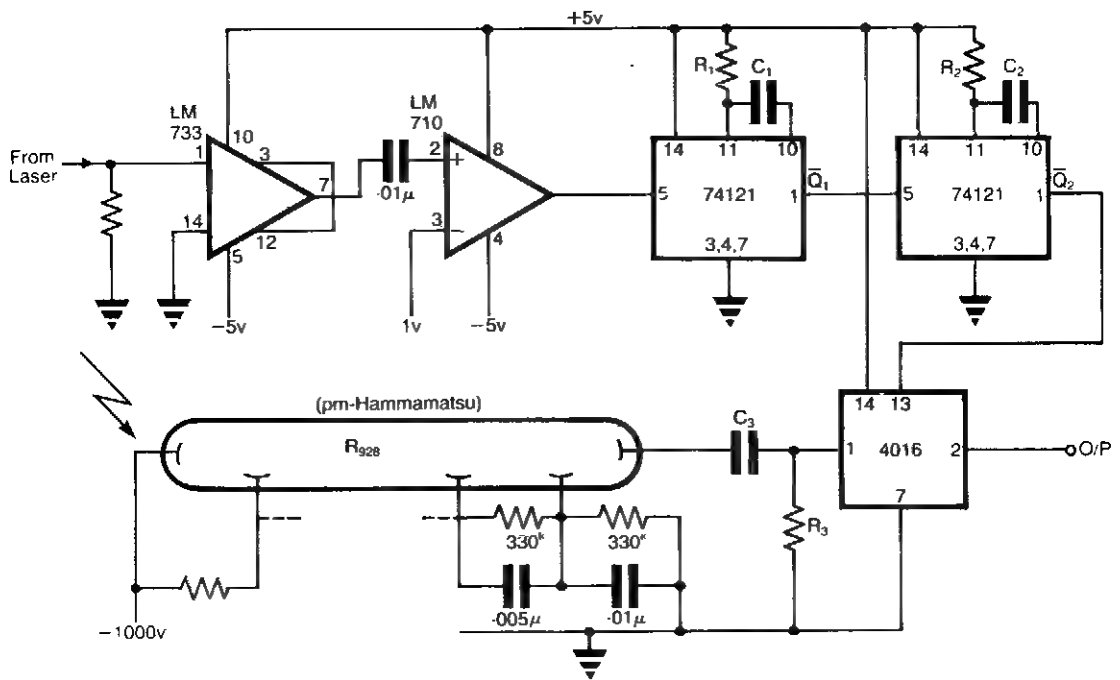 +5v
R₁
C₁
R₂
C₂
LM
733
10
LM
710
From
Laser
1
3
7
2
+
8
14
11
10
Q̅₁
14
11
10
Q̅₂
·01μ
5
74121
1
5
74121
1
14
12
3
−
4
3,4,7
3,4,7
5
−5v
1v
−5v
(pm-Hammamatsu)
R₉₂₈
C₃
14
13
1
4016
2
O/P
7
R₃
330ᴷ
330ᴷ
·005μ
·01μ
−1000v